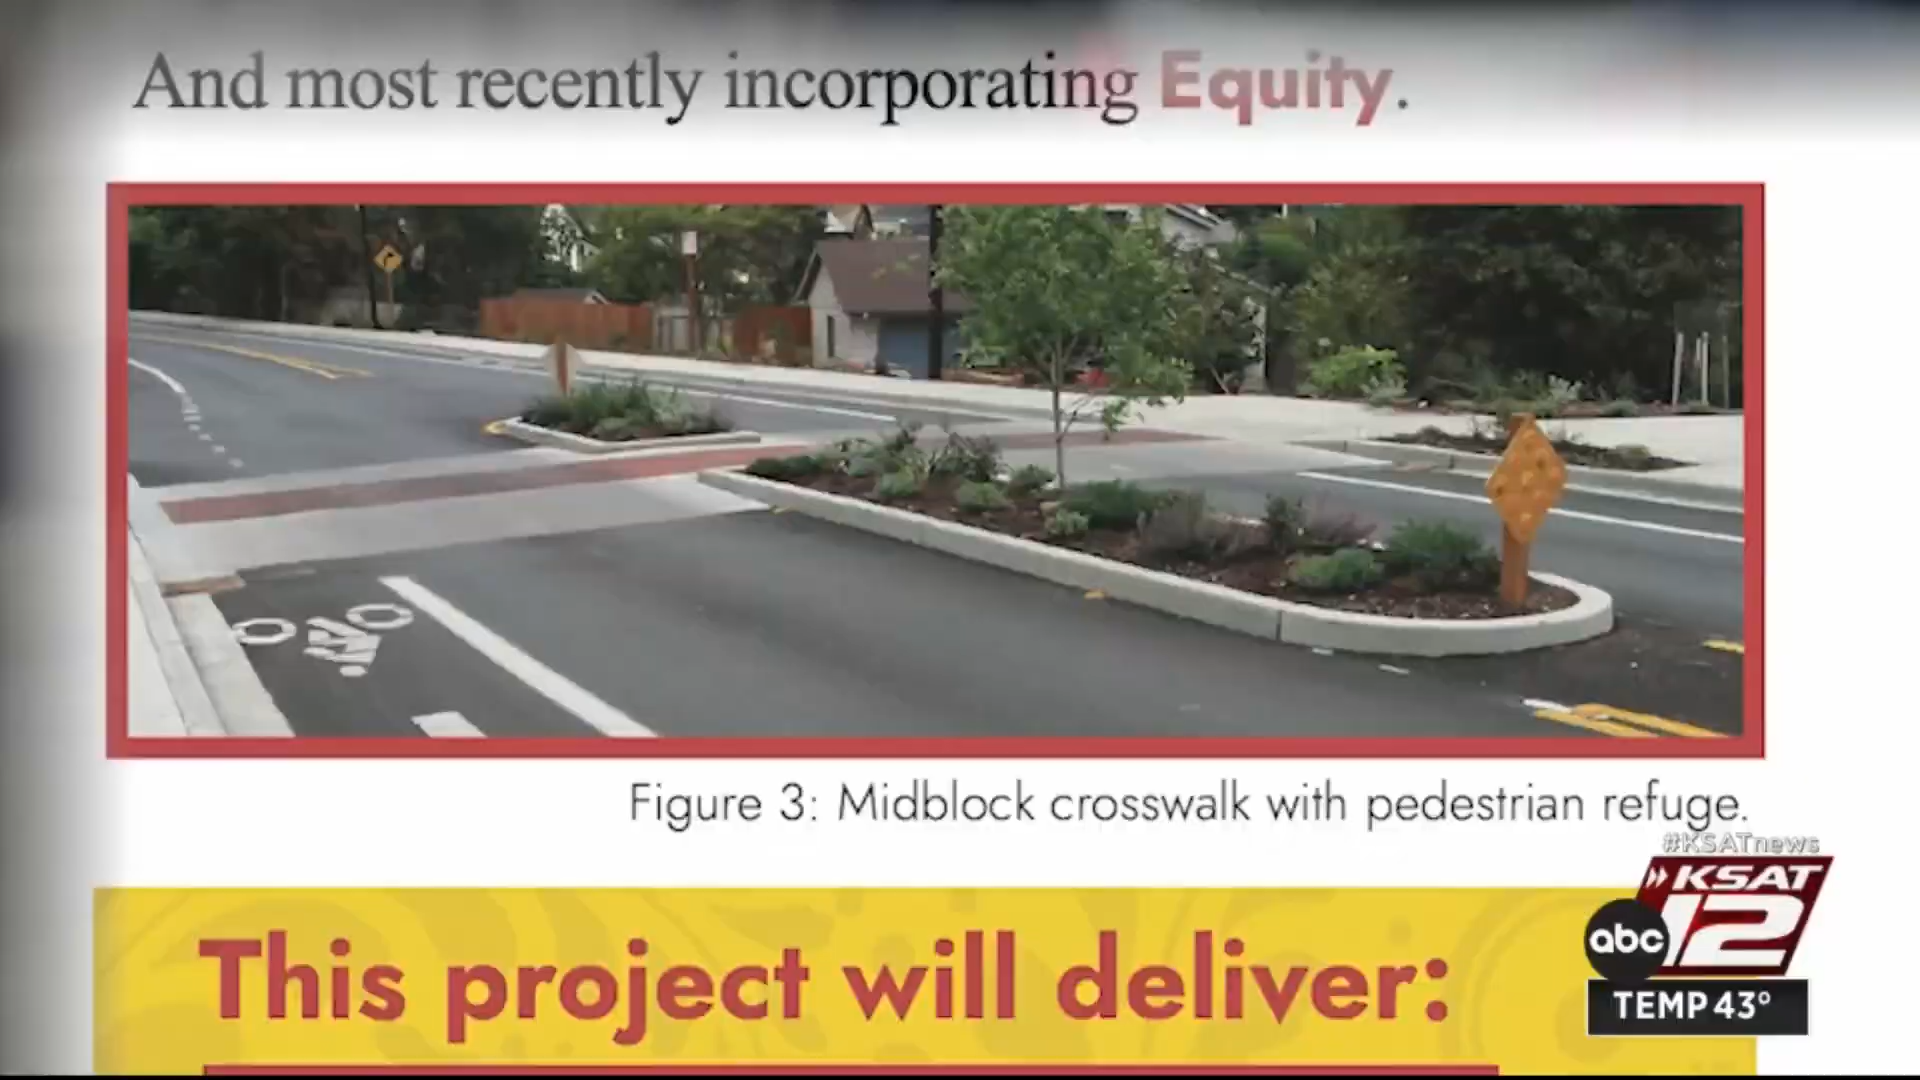 And most recently incorporating Equity.
Figure 3: Midblock crosswalk with pedestrian refuge.
#KSATnews
KSAT
12
abc
TEMP 43°
This project will deliver: